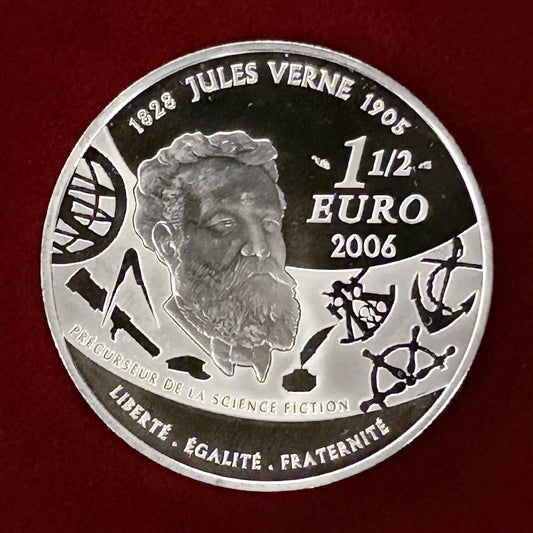 1828 JULES VERNE 1905
1 1/2
EURO
2006
PRÉCURSEUR DE LA SCIENCE FICTION
LIBERTÉ . ÉGALITÉ . FRATERNITÉ